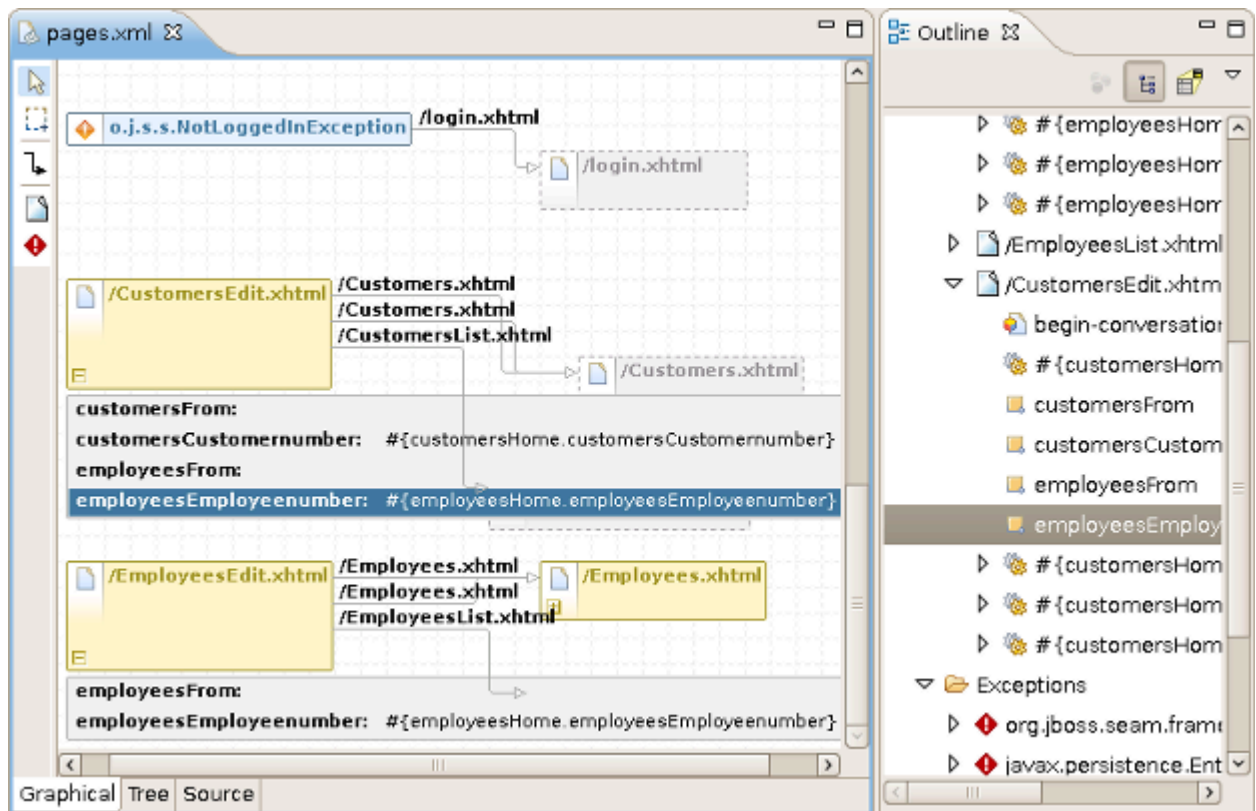 pages.xml
o.j.s.s.NotLoggedInException
/login.xhtml
/login.xhtml
/CustomersEdit.xhtml
/Customers.xhtml
/Customers.xhtml
/CustomersList.xhtml
/Customers.xhtml
customersFrom:
customersCustomernumber: #{customersHome.customersCustomernumber}
employeesFrom:
employeesEmployeenumber: #{employeesHome.employeesEmployeenumber}
/EmployeesEdit.xhtml
/Employees.xhtml
/Employees.xhtml
/EmployeesList.xhtml
/Employees.xhtml
employeesFrom:
employeesEmployeenumber: #{employeesHome.employeesEmployeenumber}
Graphical Tree Source
Outline
#{employeesHom
#{employeesHom
#{employeesHom
/EmployeesList.xhtml
/CustomersEdit.xhtm
begin-conversation
#{customersHom
customersFrom
customersCustom
employeesFrom
employeesEmploy
#{customersHom
#{customersHom
#{customersHom
Exceptions
org.jboss.seam.frame
javax.persistence.Ent